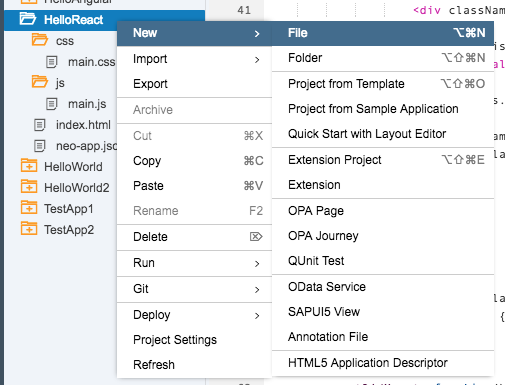 HelloAngular
HelloReact
css
main.css
js
main.js
index.html
neo-app.jsc
HelloWorld
HelloWorld2
TestApp1
TestApp2
New >
Import >
Export
Archive
Cut ⌘X
Copy ⌘C
Paste ⌘V
Rename F2
Delete ⌦
Run >
Git >
Deploy >
Project Settings
Refresh
41 <div className
File ⌥⌘N
Folder ⌥⇧⌘N
Project from Template ⌥⇧⌘O
Project from Sample Application
Quick Start with Layout Editor
Extension Project ⌥⇧⌘E
Extension
OPA Page
OPA Journey
QUnit Test
OData Service
SAPUI5 View
Annotation File
HTML5 Application Descriptor